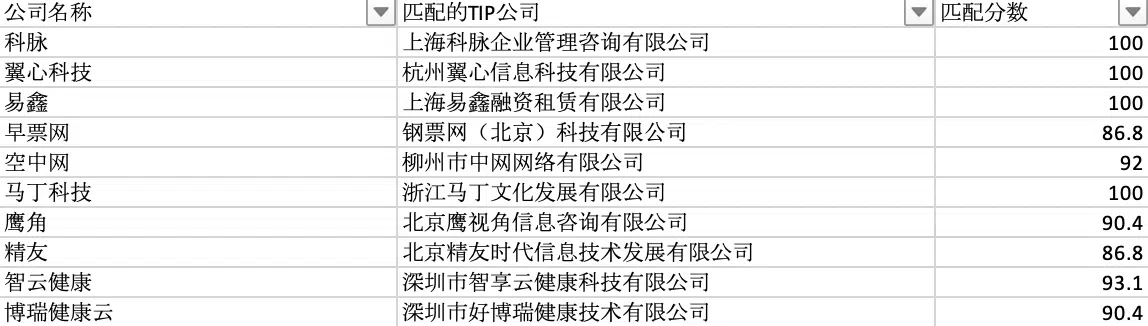 公司名称 匹配的TIP公司 匹配分数
科脉 上海科脉企业管理咨询有限公司 100
翼心科技 杭州翼心信息科技有限公司 100
易鑫 上海易鑫融资租赁有限公司 100
早票网 钢票网（北京）科技有限公司 86.8
空中网 柳州市中网网络有限公司 92
马丁科技 浙江马丁文化发展有限公司 100
鹰角 北京鹰视角信息咨询有限公司 90.4
精友 北京精友时代信息技术发展有限公司 86.8
智云健康 深圳市智享云健康科技有限公司 93.1
博瑞健康云 深圳市好博瑞健康技术有限公司 90.4